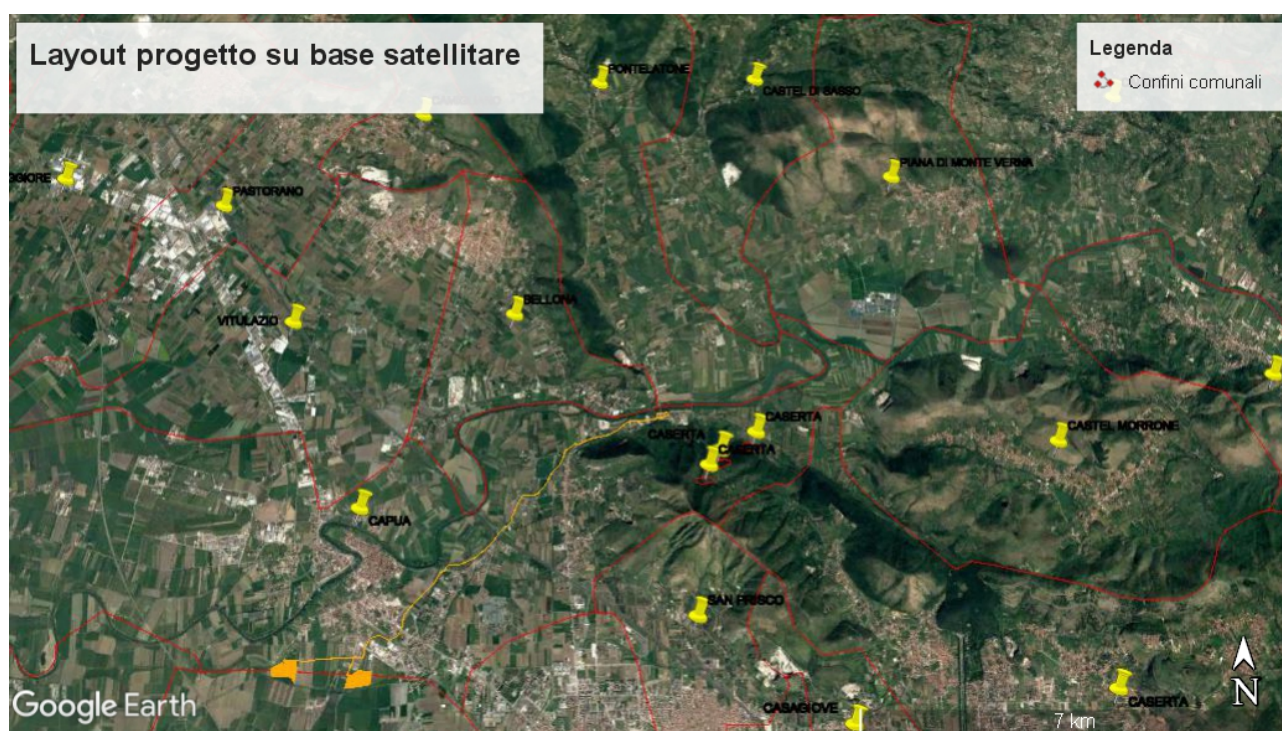 Layout progetto su base satellitare
Legenda
Confini comunali
PONTELATONE
CASTEL DI SASSO
PIANA DI MONTE VERNA
GGIORE
PASTORANO
BELLONA
VITULAZIO
CASERTA
CASERTA
CASERTA
CASTEL MORRONE
CAPUA
SAN PRISCO
CASAGIOVE
CASERTA
Google Earth
7 km
N